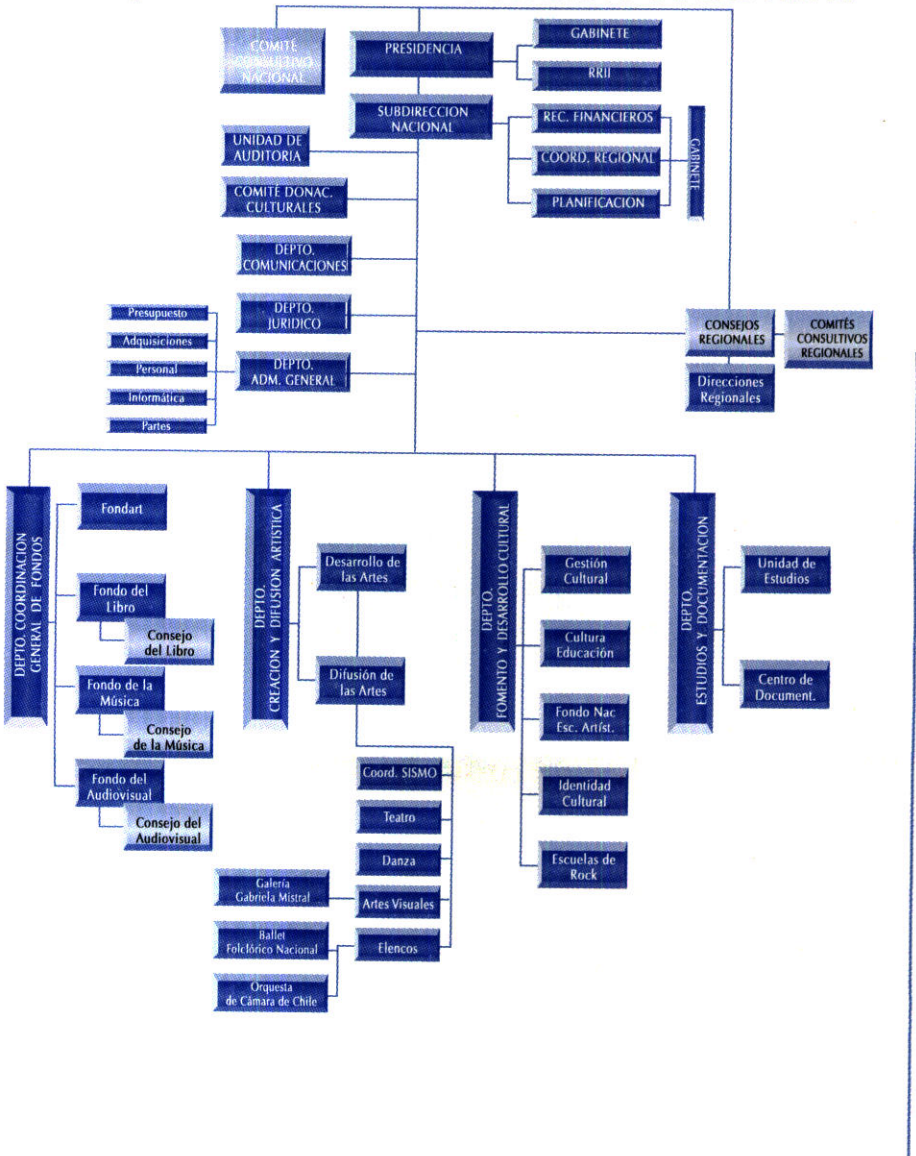 COMITÉ
CONSULTIVO
NACIONAL
PRESIDENCIA
GABINETE
RRII
SUBDIRECCION
NACIONAL
REC. FINANCIEROS
COORD. REGIONAL
PLANIFICACION
GABINETE
UNIDAD DE
AUDITORIA
COMITÉ DONAC.
CULTURALES
DEPTO.
COMUNICACIONES
DEPTO.
JURIDICO
DEPTO.
ADM. GENERAL
Presupuesto
Adquisiciones
Personal
Informática
Partes
CONSEJOS
REGIONALES
COMITÉS
CONSULTIVOS
REGIONALES
Direcciones
Regionales
DEPTO. COORDINACION
GENERAL DE FONDOS
Fondart
Fondo del
Libro
Consejo
del Libro
Fondo de la
Música
Consejo
de la Música
Fondo del
Audiovisual
Consejo del
Audiovisual
DEPTO.
CREACION Y DIFUSION ARTISTICA
Desarrollo de
las Artes
Difusión de
las Artes
Coord. SISMO
Teatro
Danza
Artes Visuales
Elencos
Galería
Gabriela Mistral
Ballet
Folclórico Nacional
Orquesta
de Cámara de Chile
DEPTO.
FOMENTO Y DESARROLLO CULTURAL
Gestión
Cultural
Cultura
Educación
Fondo Nac
Esc. Artíst.
Identidad
Cultural
Escuelas de
Rock
DEPTO.
ESTUDIOS Y DOCUMENTACION
Unidad de
Estudios
Centro de
Document.